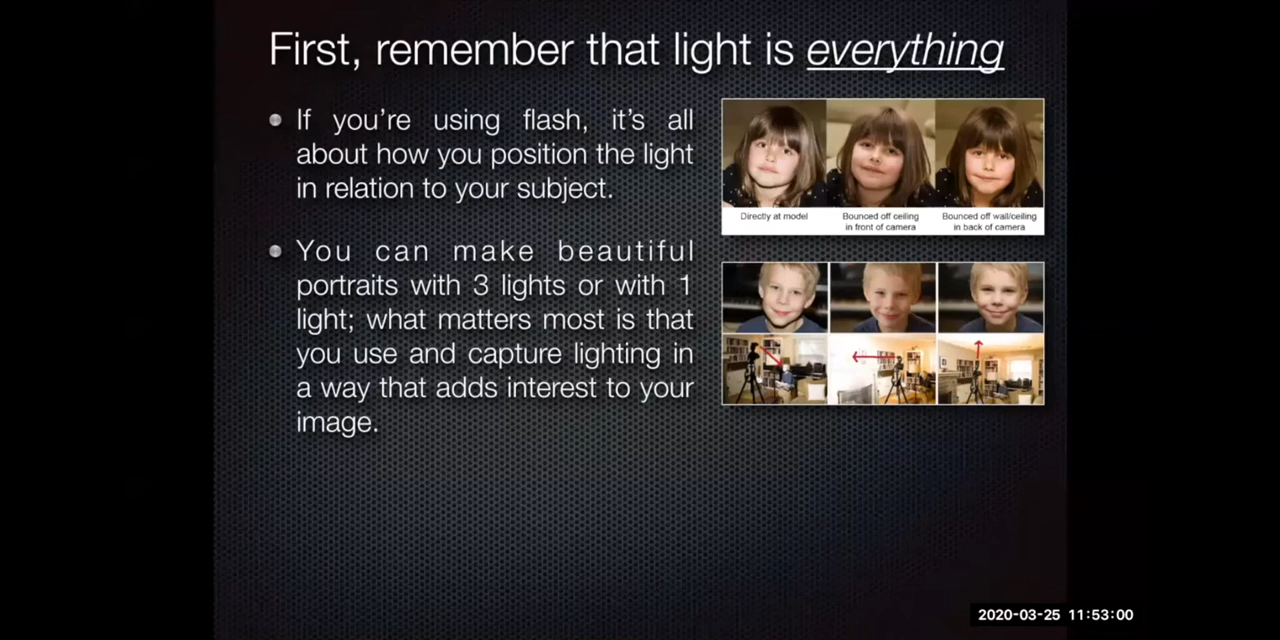 First, remember that light is everything
If you're using flash, it's all
about how you position the light
in relation to your subject.
You can make beautiful
portraits with 3 lights or with 1
light; what matters most is that
you use and capture lighting in
a way that adds interest to your
image.
Directly at model
Bounced off ceiling
in front of camera
Bounced off wall/ceiling
in back of camera
2020-03-25 11:53:00